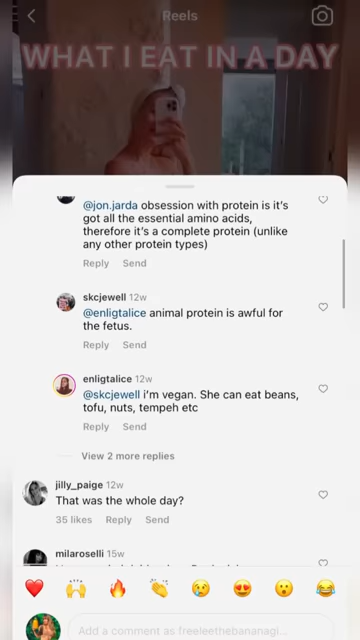 Reels
WHAT I EAT IN A DAY
@jon.jarda obsession with protein is it's
got all the essential amino acids,
therefore it's a complete protein (unlike
any other protein types)
Reply Send
skcjewell 12w
@enligtalice animal protein is awful for
the fetus.
Reply Send
enligtalice 12w
@skcjewell i'm vegan. She can eat beans,
tofu, nuts, tempeh etc
Reply Send
View 2 more replies
jilly_paige 12w
That was the whole day?
35 likes Reply Send
milaroselli 15w
Add a comment as freeleethebananagi...